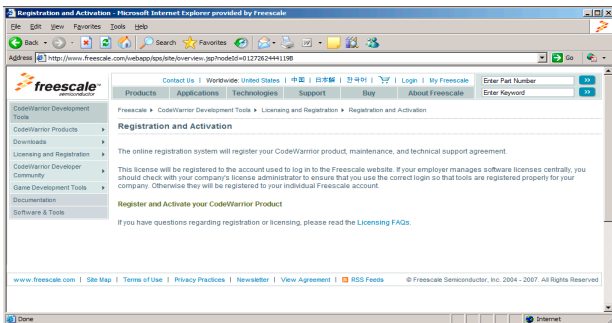 Registration and Activation - Microsoft Internet Explorer provided by Freescale
File Edit View Favorites Tools Help
Back Search Favorites
Address http://www.freescale.com/webapp/sps/site/overview.jsp?nodeId=0127262444119B Go
freescale™
semiconductor
Contact Us | Worldwide: United States | 中国 | 日本語 | 한국어 | Login | My Freescale
Enter Part Number
Products Applications Technologies Support Buy About Freescale
Enter Keyword
CodeWarrior Development Tools
CodeWarrior Products
Downloads
Licensing and Registration
CodeWarrior Developer Community
Game Development Tools
Documentation
Software & Tools
Freescale CodeWarrior Development Tools Licensing and Registration Registration and Activation
Registration and Activation
The online registration system will register your CodeWarrior product, maintenance, and technical support agreement.
This license will be registered to the account used to log in to the Freescale website. If your employer manages software licenses centrally, you
should check with your company's license administrator to ensure that you use the correct login so that tools are registered properly for your
company. Otherwise they will be registered to your individual Freescale account.
Register and Activate your CodeWarrior Product
If you have questions regarding registration or licensing, please read the Licensing FAQs.
www.freescale.com | Site Map | Terms of Use | Privacy Practices | Newsletter | View Agreement | RSS Feeds © Freescale Semiconductor, Inc. 2004 - 2007. All Rights Reserved
Done Internet